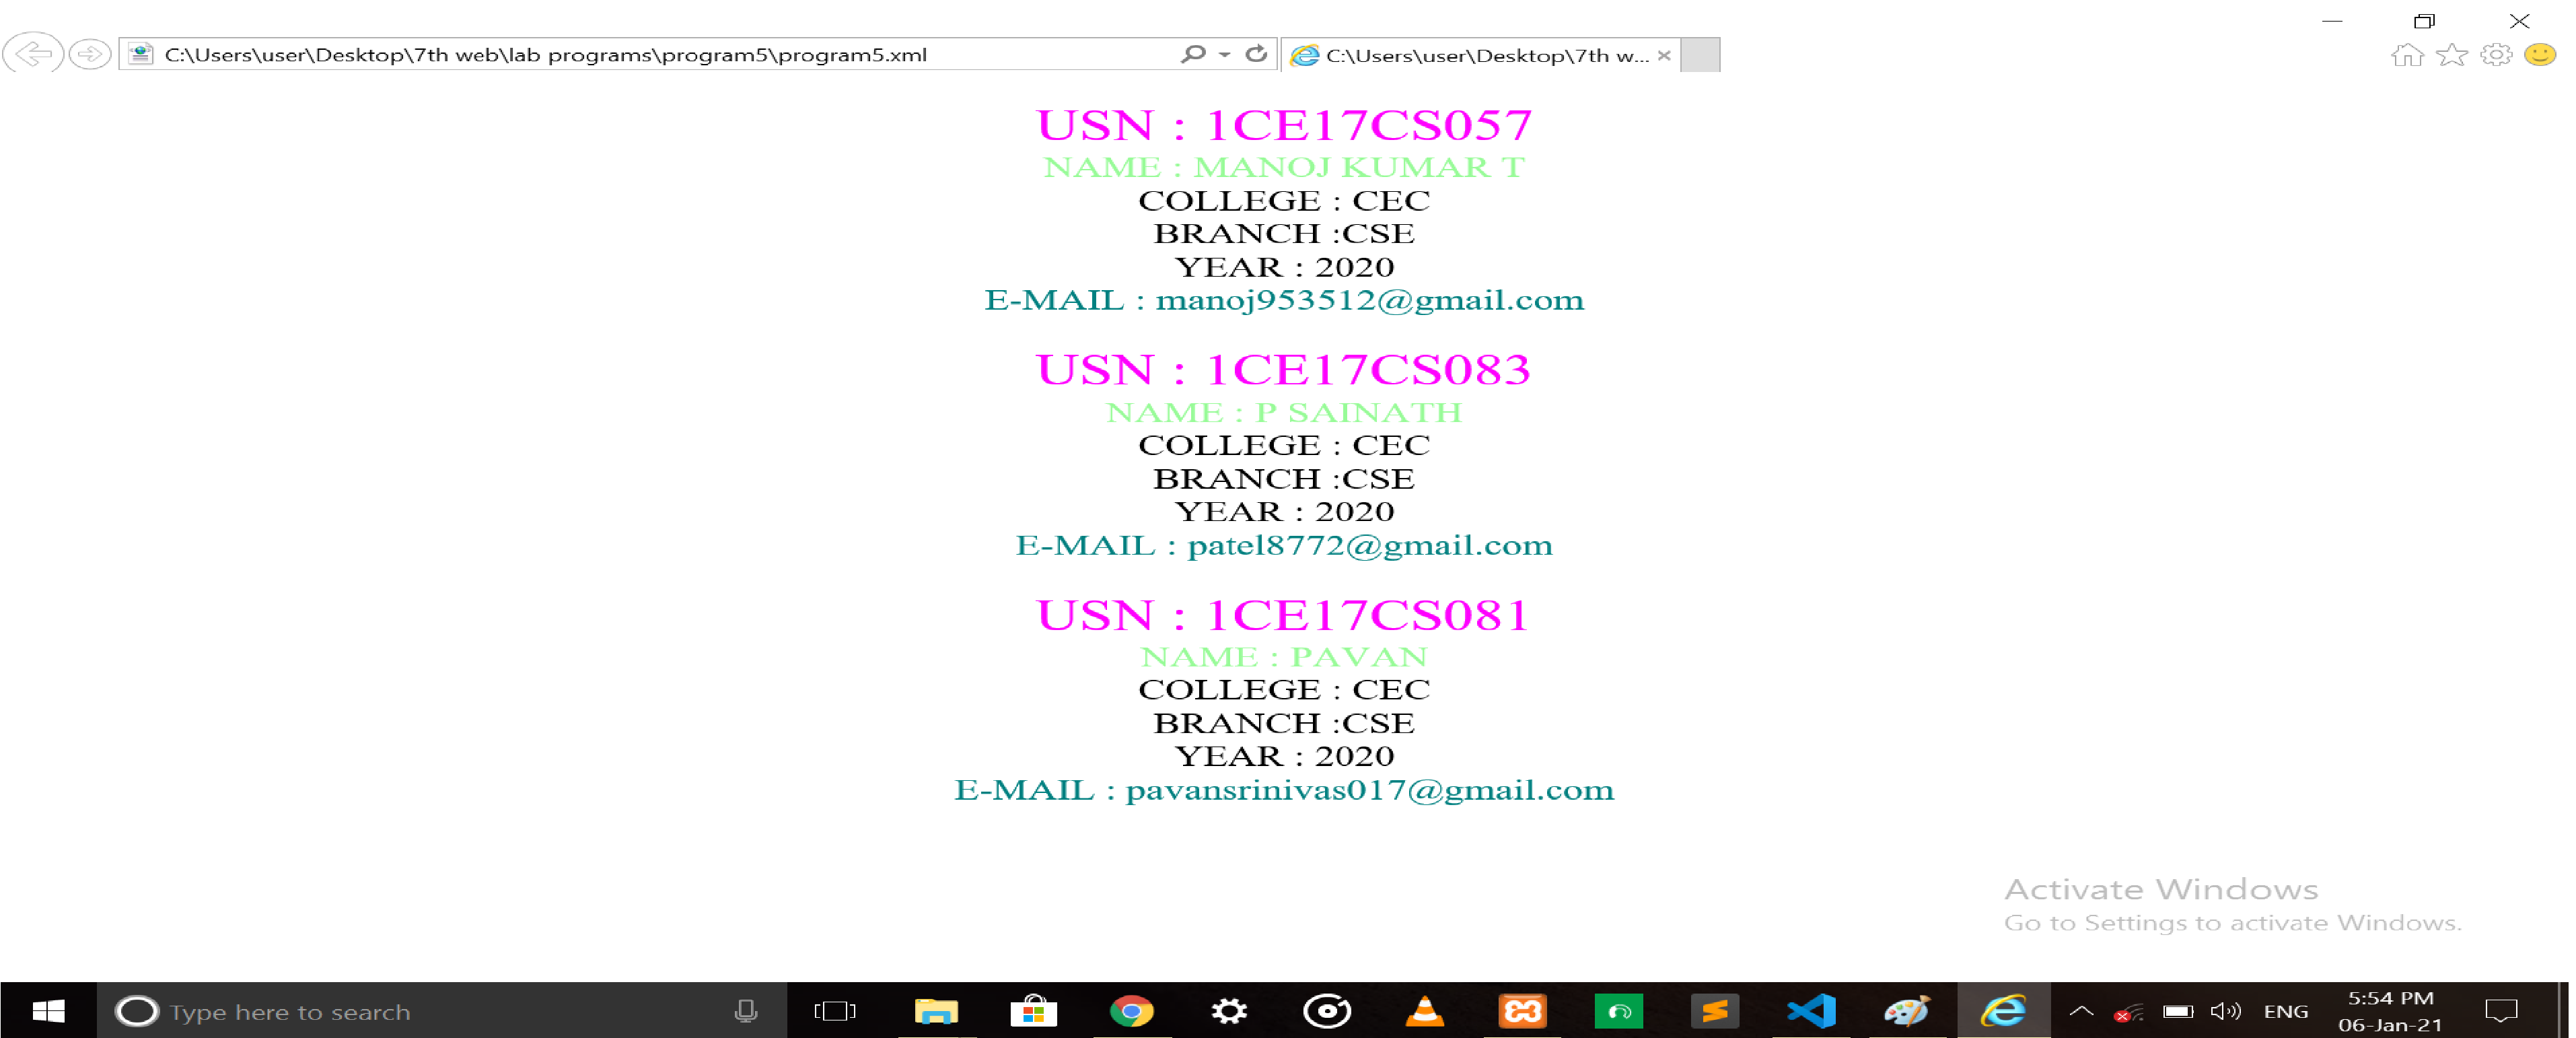 C:\Users\user\Desktop\7th web\lab programs\program5\program5.xml
C:\Users\user\Desktop\7th w...
USN : 1CE17CS057
NAME : MANOJ KUMAR T
COLLEGE : CEC
BRANCH :CSE
YEAR : 2020
E-MAIL : manoj953512@gmail.com
USN : 1CE17CS083
NAME : P SAINATH
COLLEGE : CEC
BRANCH :CSE
YEAR : 2020
E-MAIL : patel8772@gmail.com
USN : 1CE17CS081
NAME : PAVAN
COLLEGE : CEC
BRANCH :CSE
YEAR : 2020
E-MAIL : pavansrinivas017@gmail.com
Activate Windows
Go to Settings to activate Windows.
Type here to search
ENG
5:54 PM
06-Jan-21